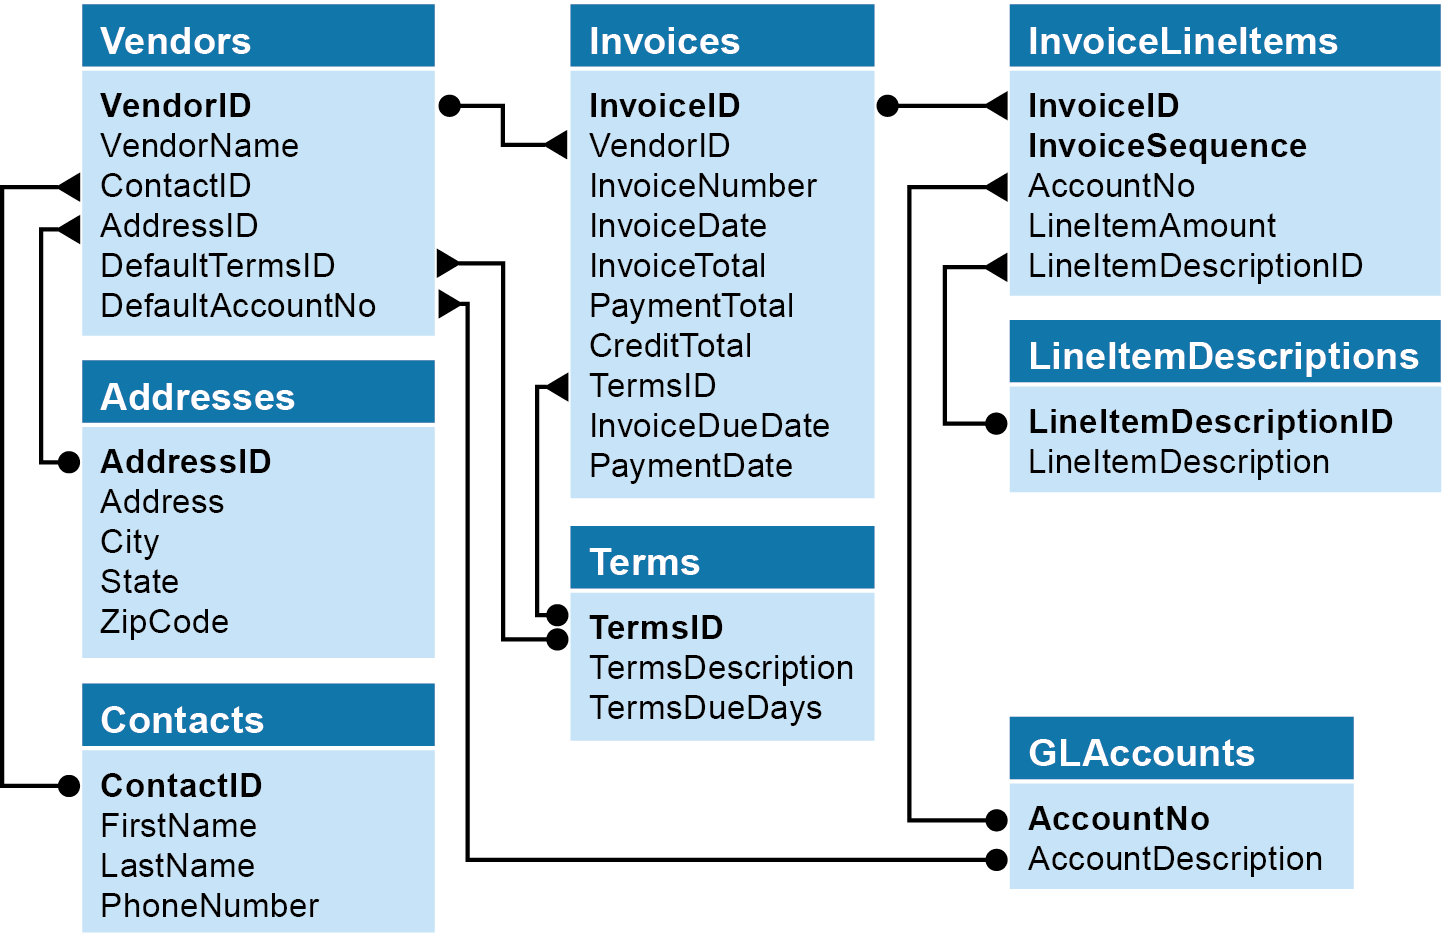 Vendors
VendorID
VendorName
ContactID
AddressID
DefaultTermsID
DefaultAccountNo
Addresses
AddressID
Address
City
State
ZipCode
Contacts
ContactID
FirstName
LastName
PhoneNumber
Invoices
InvoiceID
VendorID
InvoiceNumber
InvoiceDate
InvoiceTotal
PaymentTotal
CreditTotal
TermsID
InvoiceDueDate
PaymentDate
Terms
TermsID
TermsDescription
TermsDueDays
InvoiceLineItems
InvoiceID
InvoiceSequence
AccountNo
LineItemAmount
LineItemDescriptionID
LineItemDescriptions
LineItemDescriptionID
LineItemDescription
GLAccounts
AccountNo
AccountDescription